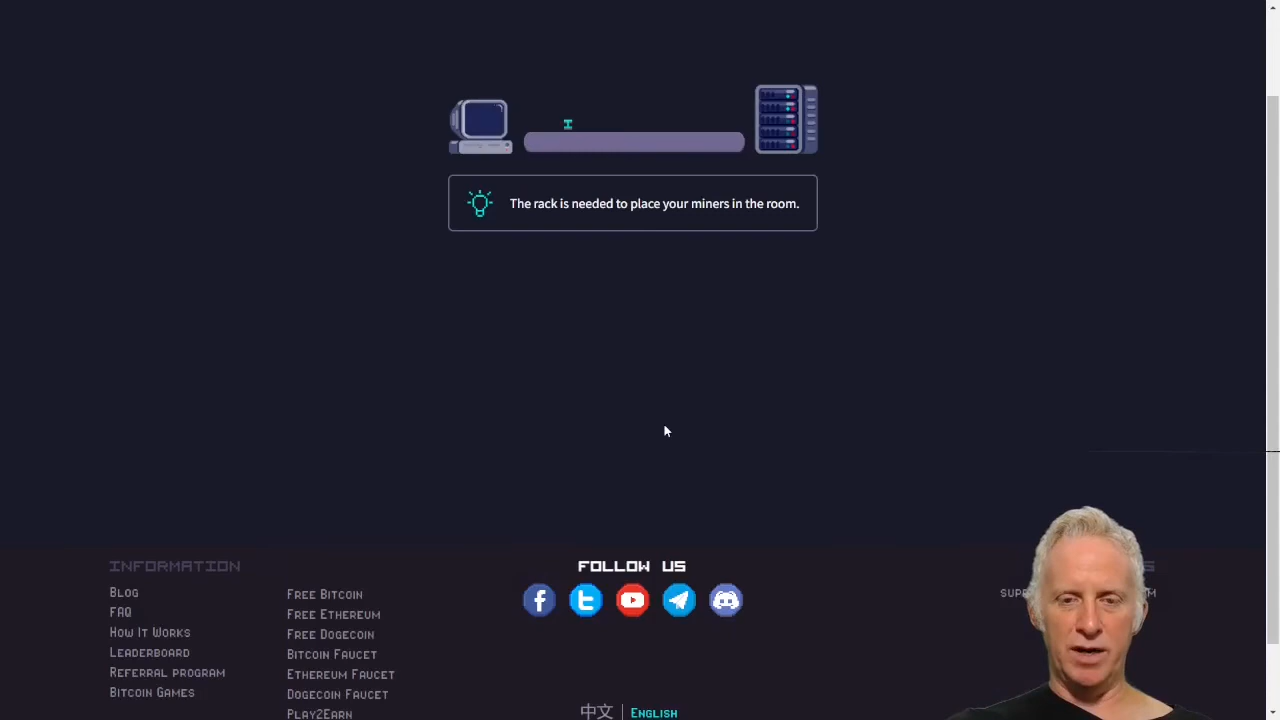 The rack is needed to place your miners in the room.
INFORMATION
Blog
FAQ
How It Works
Leaderboard
Referral program
Bitcoin Games
Free Bitcoin
Free Ethereum
Free Dogecoin
Bitcoin Faucet
Ethereum Faucet
Dogecoin Faucet
Play2Earn
FOLLOW US
中文 | English